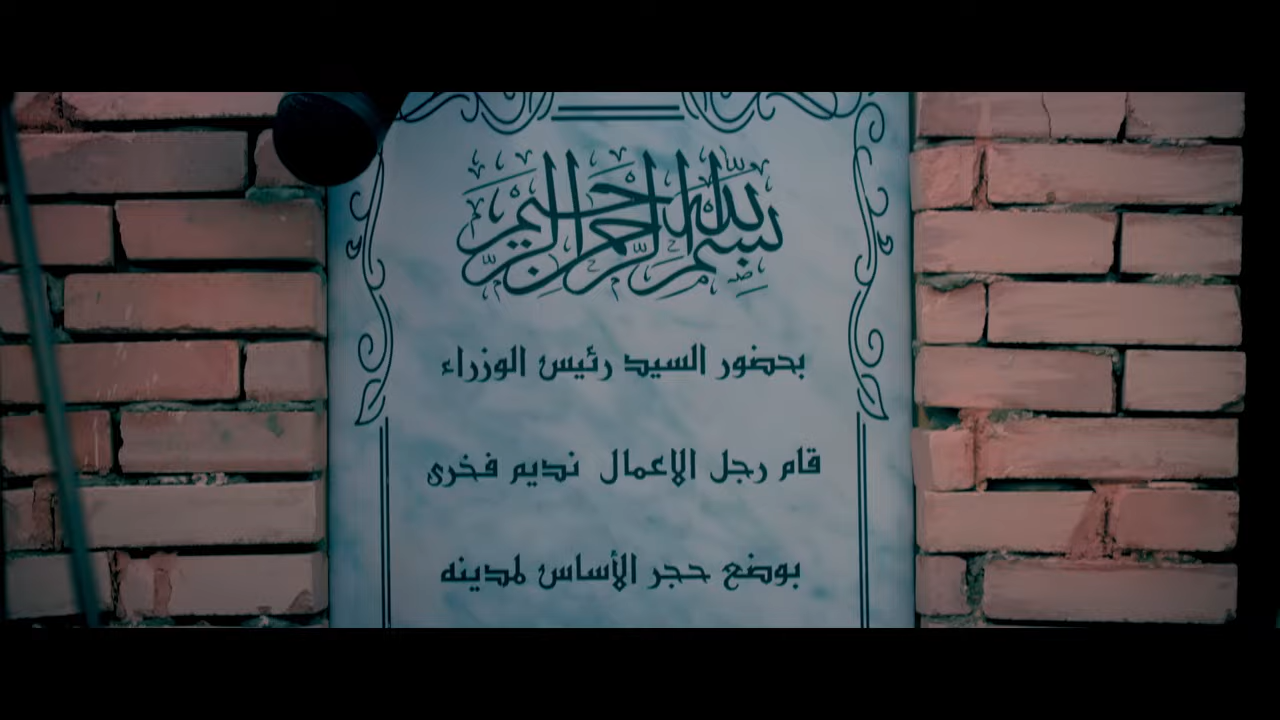 بسم الله الرحمن الرحيم
بحضور السيد رئيس الوزراء
قام رجل الاعمال نديم فخرى
بوضع حجر الأساس لمدينه